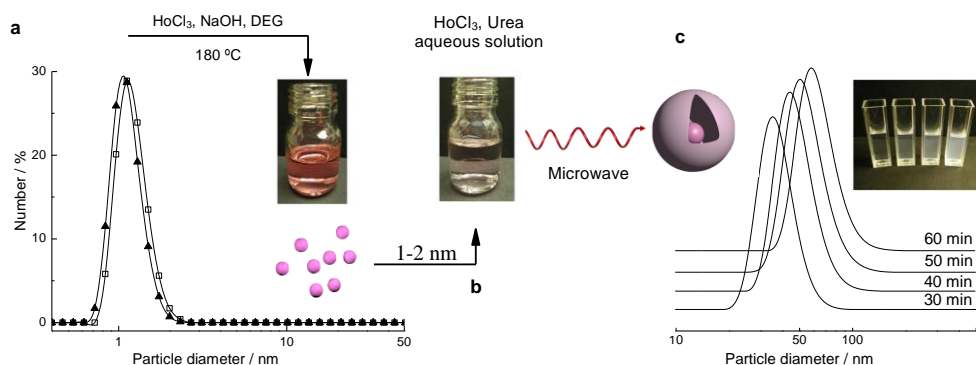 a
HoCl₃, NaOH, DEG
180 ºC
HoCl₃, Urea
aqueous solution
c
30
20
10
0
Number / %
1
10
50
Particle diameter / nm
1-2 nm
b
Microwave
60 min
50 min
40 min
30 min
10
50
100
Particle diameter / nm